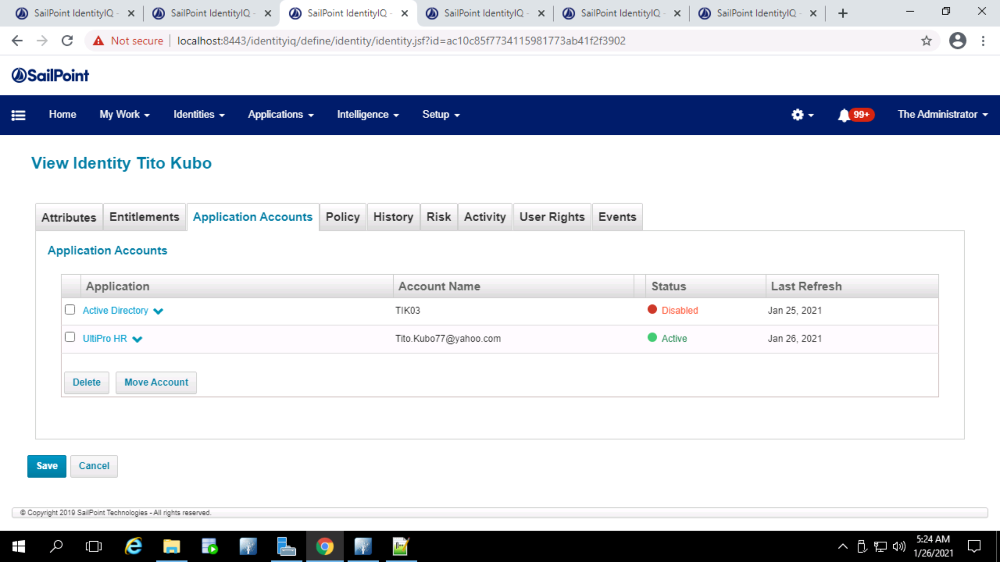 SailPoint IdentityIQ - SailPoint IdentityIQ - SailPoint IdentityIQ - SailPoint IdentityIQ - SailPoint IdentityIQ - SailPoint IdentityIQ -
Not secure localhost:8443/identityiq/define/identity/identity.jsf?id=ac10c85f7734115981773ab41f2f3902
SailPoint
Home My Work Identities Applications Intelligence Setup 99+ The Administrator
View Identity Tito Kubo
Attributes Entitlements Application Accounts Policy History Risk Activity User Rights Events
Application Accounts
Application Account Name Status Last Refresh
Active Directory TIK03 Disabled Jan 25, 2021
UltiPro HR Tito.Kubo77@yahoo.com Active Jan 26, 2021
Delete Move Account
Save Cancel
© Copyright 2019 SailPoint Technologies - All rights reserved.
5:24 AM
1/26/2021